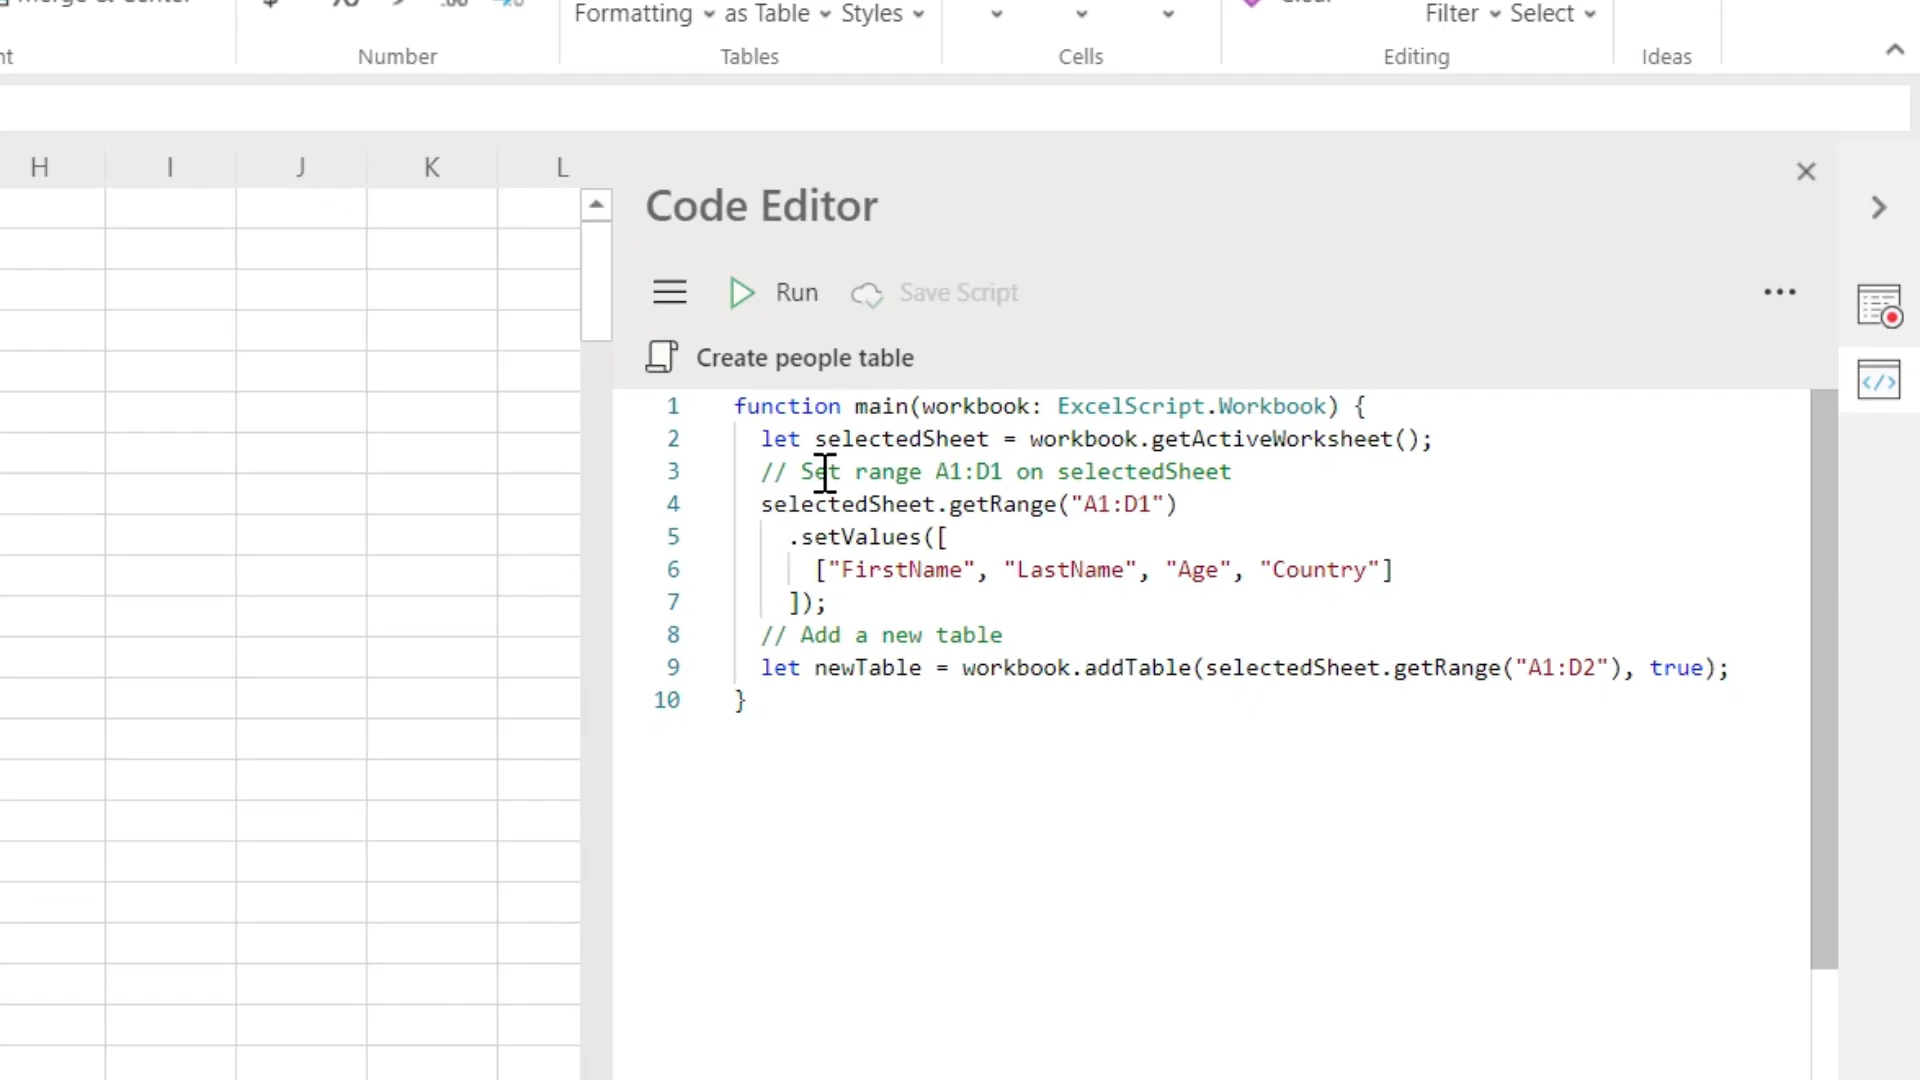 Formatting as Table Styles
Filter Select
Number
Tables
Cells
Editing
Ideas
H I J K L
Code Editor
Run Save Script
Create people table
1 function main(workbook: ExcelScript.Workbook) {
2 let selectedSheet = workbook.getActiveWorksheet();
3 // Set range A1:D1 on selectedSheet
4 selectedSheet.getRange("A1:D1")
5 .setValues([
6 ["FirstName", "LastName", "Age", "Country"]
7 ]);
8 // Add a new table
9 let newTable = workbook.addTable(selectedSheet.getRange("A1:D2"), true);
10 }